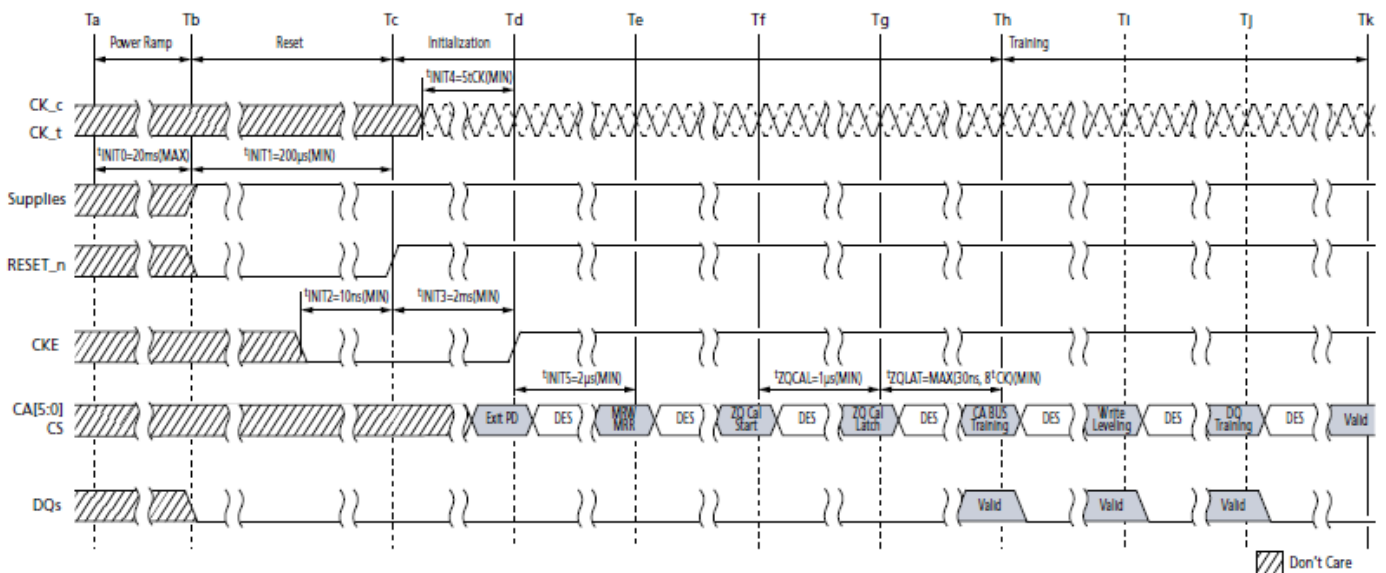 Ta Tb Tc Td Te Tf Tg Th Ti Tj Tk
Power Ramp Reset Initialization Training
tINIT4=5tCK(MIN)
CK_c
CK_t
tINIT0=20ms(MAX) tINIT1=200μs(MIN)
Supplies
RESET_n
tINIT2=10ns(MIN) tINIT3=2ms(MIN)
CKE
tINIT5=2μs(MIN) tZQCAL=1μs(MIN) tZQLAT=MAX(30ns, 8tCK)(MIN)
CA[5:0]
CS
Exit PD DES MRW MRR DES ZQ Cal Start DES ZQ Cal Latch DES CA BUS Training DES Write Leveling DES DQ Training DES Valid
DQs Valid Valid Valid
Don't Care